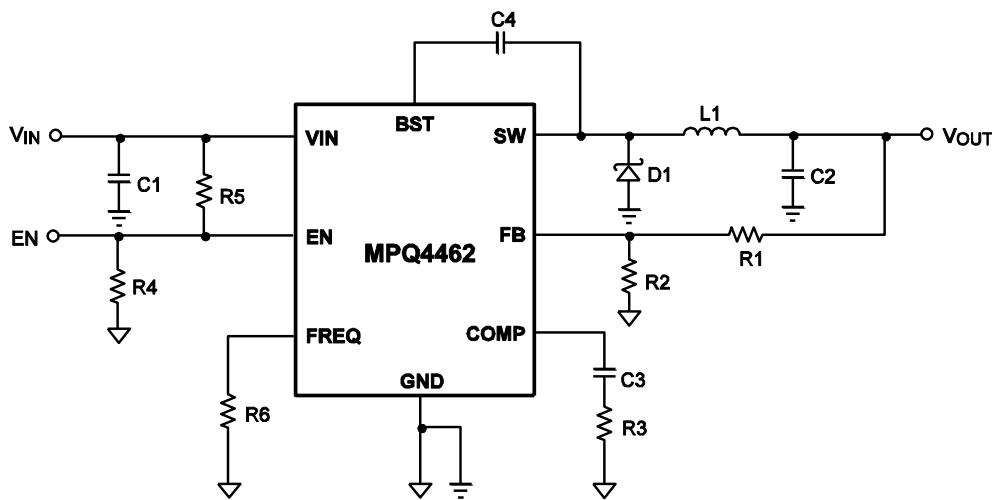 C4
VIN
VIN
BST
SW
L1
VOUT
C1
R5
D1
C2
EN
EN
MPQ4462
FB
R1
R4
R2
FREQ
COMP
GND
C3
R6
R3